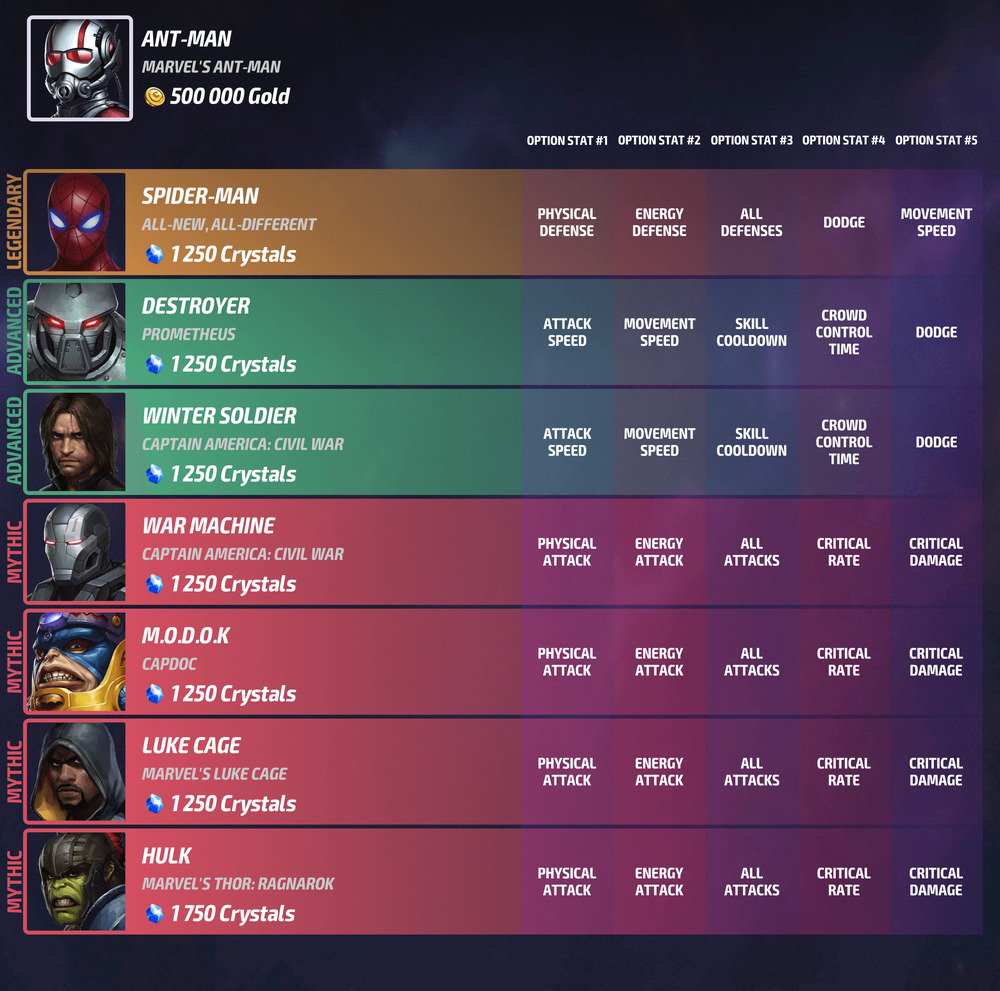 ANT-MAN
MARVEL'S ANT-MAN
500 000 Gold
OPTION STAT #1 OPTION STAT #2 OPTION STAT #3 OPTION STAT #4 OPTION STAT #5
LEGENDARY
SPIDER-MAN
ALL-NEW, ALL-DIFFERENT
1 250 Crystals
PHYSICAL
DEFENSE
ENERGY
DEFENSE
ALL
DEFENSES
DODGE
MOVEMENT
SPEED
ADVANCED
DESTROYER
PROMETHEUS
1 250 Crystals
ATTACK
SPEED
MOVEMENT
SPEED
SKILL
COOLDOWN
CROWD
CONTROL
TIME
DODGE
ADVANCED
WINTER SOLDIER
CAPTAIN AMERICA: CIVIL WAR
1 250 Crystals
ATTACK
SPEED
MOVEMENT
SPEED
SKILL
COOLDOWN
CROWD
CONTROL
TIME
DODGE
MYTHIC
WAR MACHINE
CAPTAIN AMERICA: CIVIL WAR
1 250 Crystals
PHYSICAL
ATTACK
ENERGY
ATTACK
ALL
ATTACKS
CRITICAL
RATE
CRITICAL
DAMAGE
MYTHIC
M.O.D.O.K
CAPDOC
1 250 Crystals
PHYSICAL
ATTACK
ENERGY
ATTACK
ALL
ATTACKS
CRITICAL
RATE
CRITICAL
DAMAGE
MYTHIC
LUKE CAGE
MARVEL'S LUKE CAGE
1 250 Crystals
PHYSICAL
ATTACK
ENERGY
ATTACK
ALL
ATTACKS
CRITICAL
RATE
CRITICAL
DAMAGE
MYTHIC
HULK
MARVEL'S THOR: RAGNAROK
1 750 Crystals
PHYSICAL
ATTACK
ENERGY
ATTACK
ALL
ATTACKS
CRITICAL
RATE
CRITICAL
DAMAGE